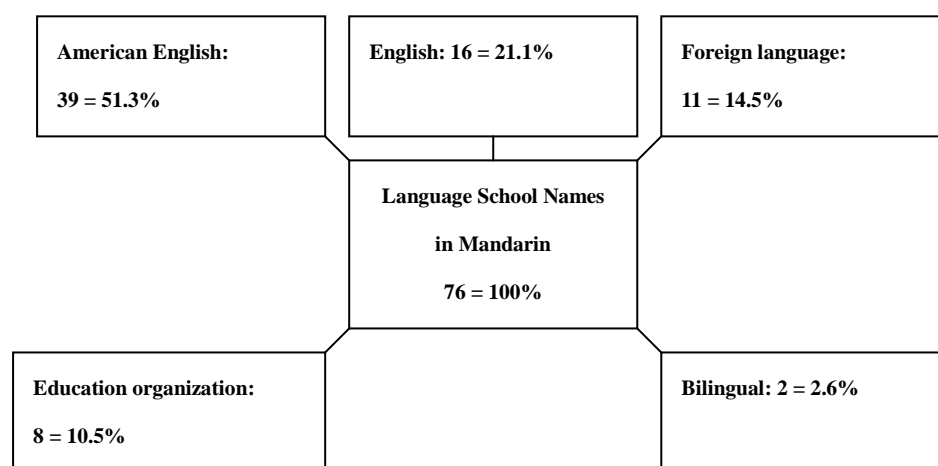 American English:
39 = 51.3%
English: 16 = 21.1%
Foreign language:
11 = 14.5%
Language School Names
in Mandarin
76 = 100%
Education organization:
8 = 10.5%
Bilingual: 2 = 2.6%